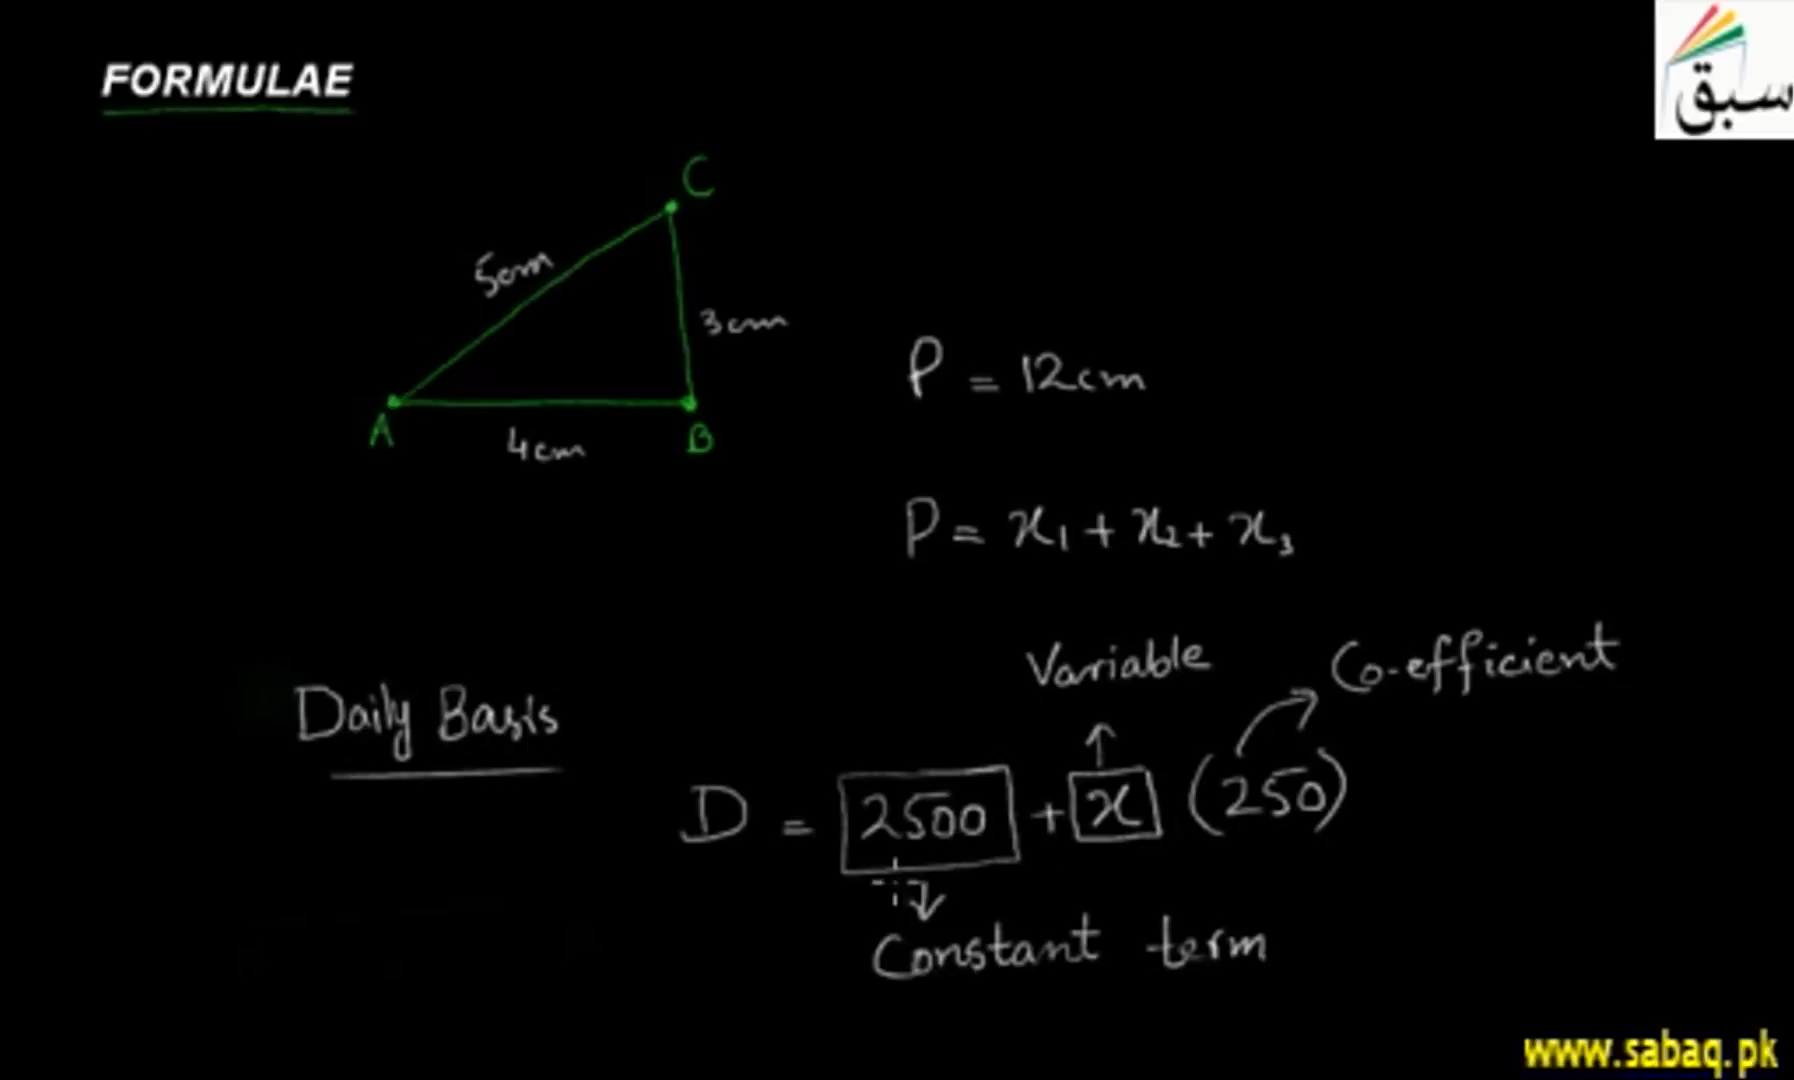 FORMULAE
سبق
C
5cm
3cm
A
4cm
B
P = 12cm
P = x₁ + x₂ + x₃
Variable
Co-efficient
Daily Basis
D = 2500 + x (250)
Constant term
www.sabaq.pk